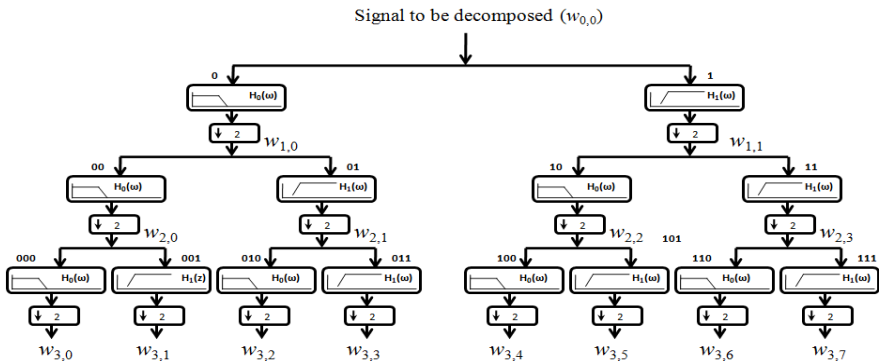 Signal to be decomposed (w0,0)
0 1
H₀(ω) H₁(ω)
↓ 2 ↓ 2
w1,0 w1,1
00 01 10 11
H₀(ω) H₁(ω) H₀(ω) H₁(ω)
↓ 2 ↓ 2 ↓ 2 ↓ 2
w2,0 w2,1 w2,2 101 w2,3
000 001 010 011 100 110 111
H₀(ω) H₁(z) H₀(ω) H₁(ω) H₀(ω) H₁(ω) H₀(ω) H₁(ω)
↓ 2 ↓ 2 ↓ 2 ↓ 2 ↓ 2 ↓ 2 ↓ 2 ↓ 2
w3,0 w3,1 w3,2 w3,3 w3,4 w3,5 w3,6 w3,7